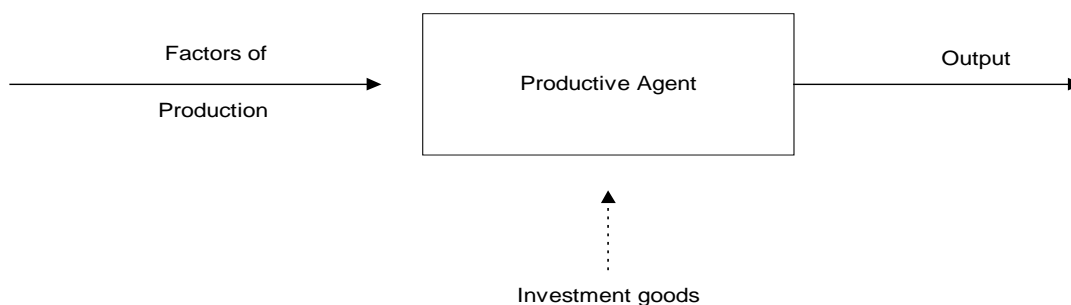 Factors of
Production
Productive Agent
Output
Investment goods